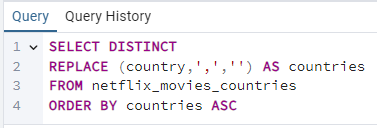 Query Query History
1 SELECT DISTINCT
2 REPLACE (country,',','') AS countries
3 FROM netflix_movies_countries
4 ORDER BY countries ASC